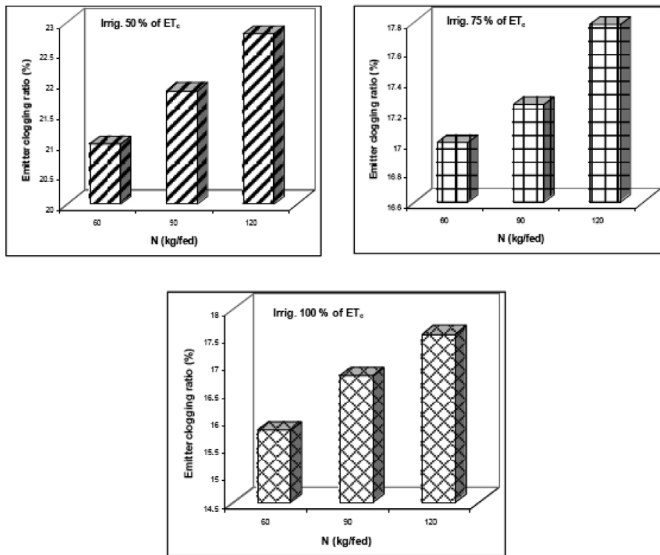 Irrig. 50 % of ETc
Emitter clogging ratio (%)
23
22.5
22
21.5
21
20.5
20
60 90 120
N (kg/fed)
Irrig. 75 % of ETc
Emitter clogging ratio (%)
17.8
17.6
17.4
17.2
17
16.8
16.6
60 90 120
N (kg/fed)
Irrig. 100 % of ETc
Emitter clogging ratio (%)
18
17.5
17
16.5
16
15.5
15
14.5
60 90 120
N (kg/fed)